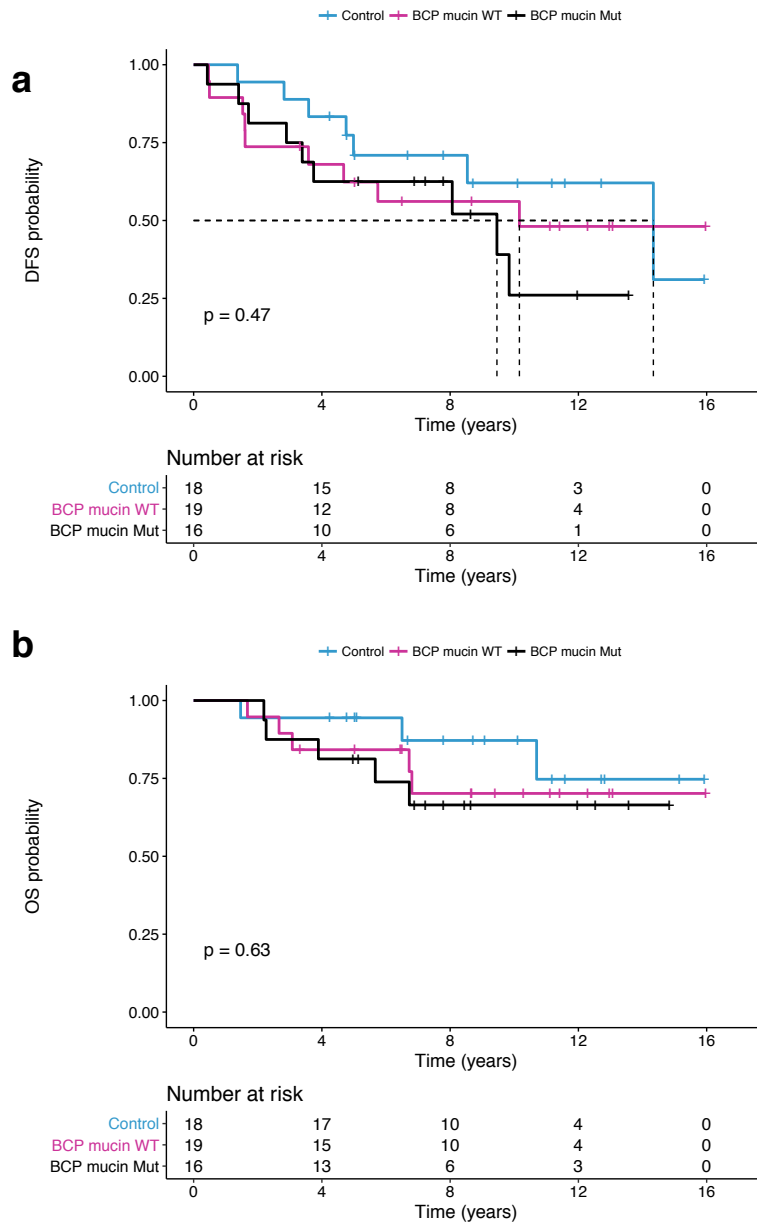 Control BCP mucin WT BCP mucin Mut
a
1.00
0.75
0.50
0.25
0.00
DFS probability
p = 0.47
0 4 8 12 16
Time (years)
Number at risk
Control 18 15 8 3 0
BCP mucin WT 19 12 8 4 0
BCP mucin Mut 16 10 6 1 0
0 4 8 12 16
Time (years)
b
Control BCP mucin WT BCP mucin Mut
1.00
0.75
0.50
0.25
0.00
OS probability
p = 0.63
0 4 8 12 16
Time (years)
Number at risk
Control 18 17 10 4 0
BCP mucin WT 19 15 10 4 0
BCP mucin Mut 16 13 6 3 0
0 4 8 12 16
Time (years)